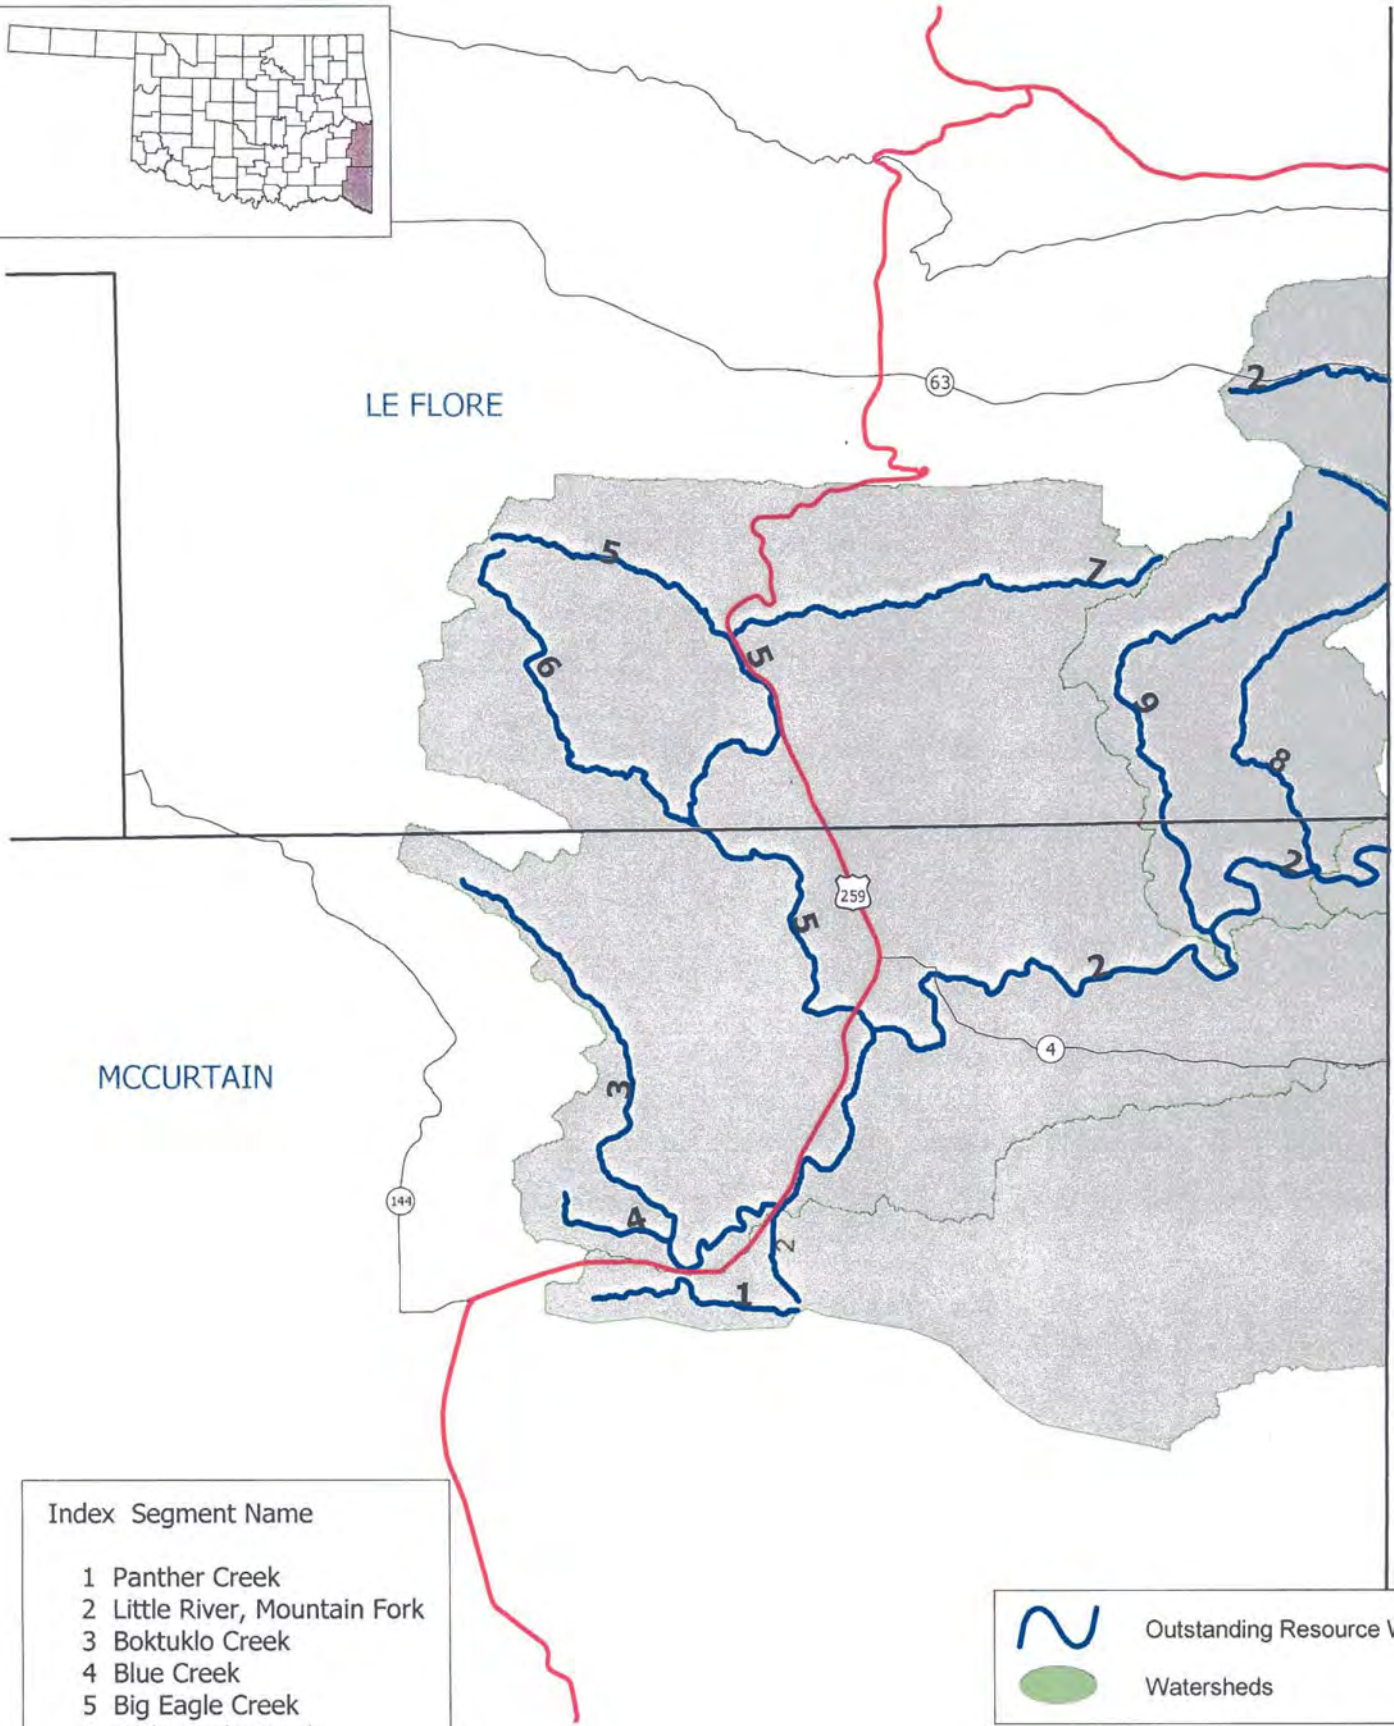 63
LE FLORE
2
5
7
6
5
9
8
2
259
5
2
MCCURTAIN
4
3
144
4
2
1
Index Segment Name
1 Panther Creek
2 Little River, Mountain Fork
3 Boktuklo Creek
4 Blue Creek
5 Big Eagle Creek
Outstanding Resource
Watersheds